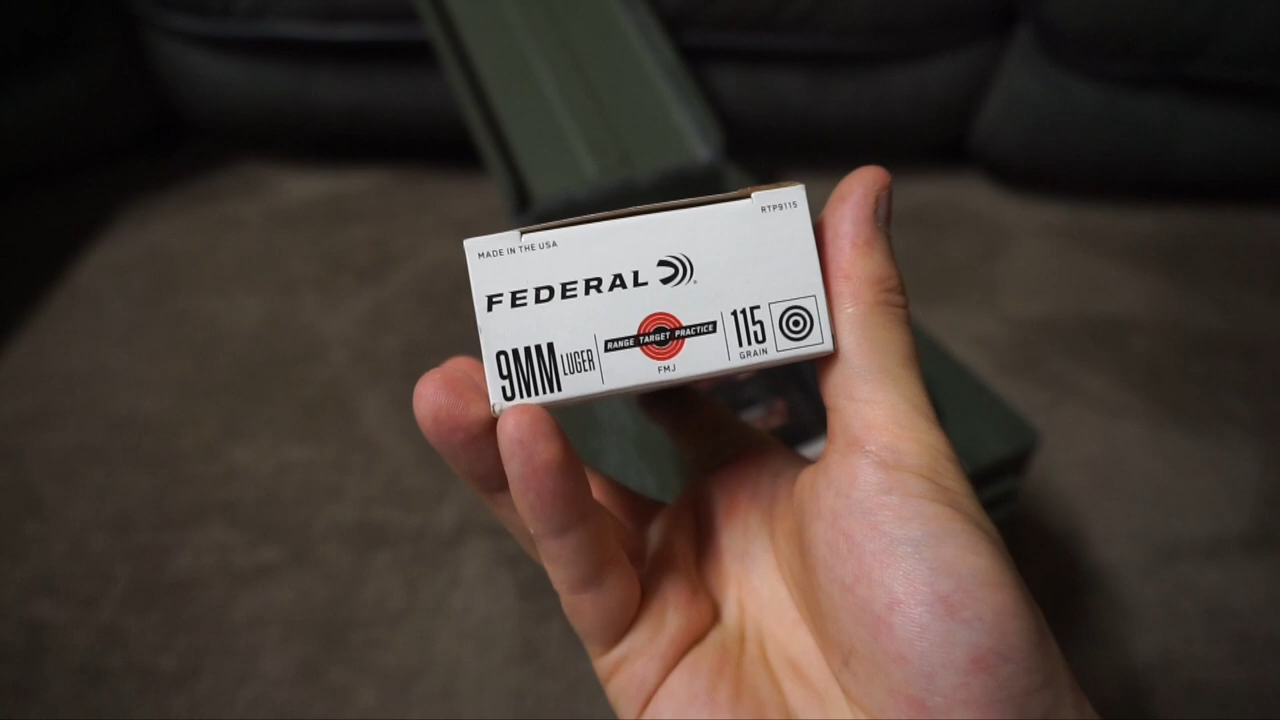 MADE IN THE USA
RTP9115
FEDERAL
9MM LUGER
RANGE TARGET PRACTICE
FMJ
115
GRAIN